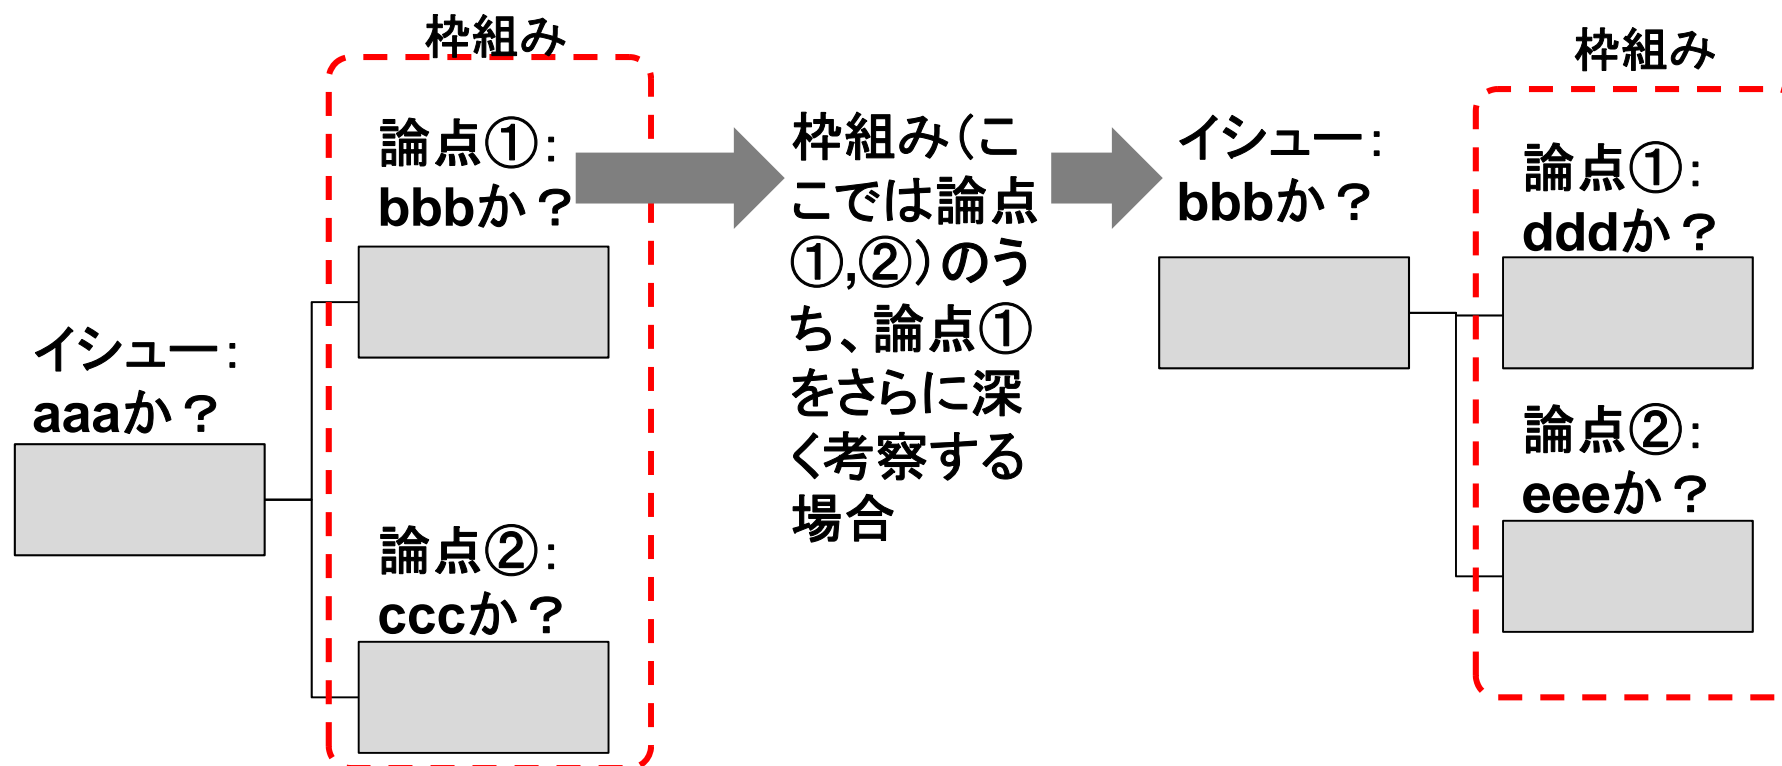 枠組み
論点①：
bbbか？
イシュー：
aaaか？
論点②：
cccか？
枠組み（こ
こでは論点
①,②）のう
ち、論点①
をさらに深
く考察する
場合
イシュー：
bbbか？
枠組み
論点①：
dddか？
論点②：
eeeか？